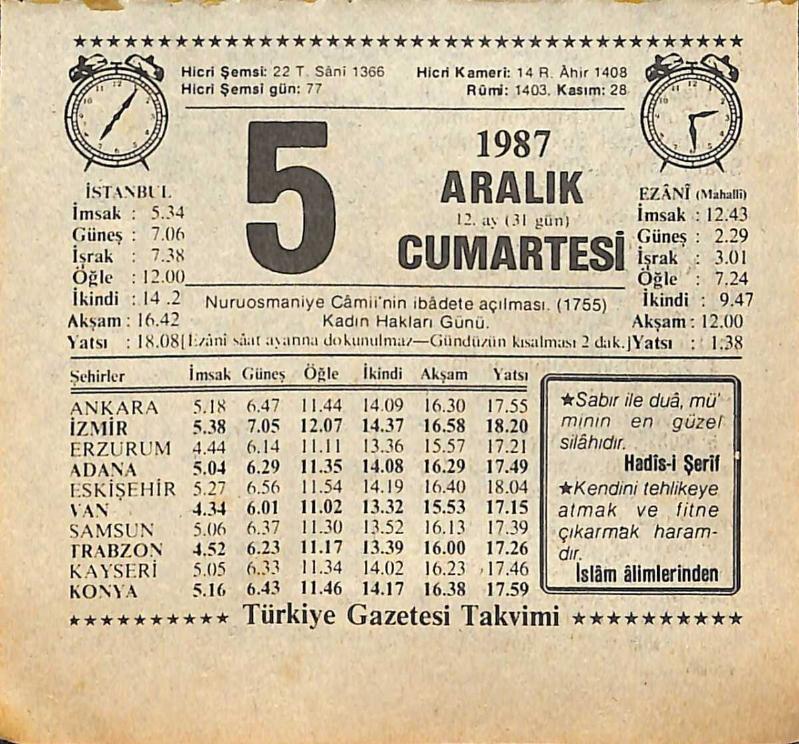 Hicri Şemsi: 22 T. Sâni 1366 Hicri Kameri: 14 R. Âhir 1408
Hicri Şemsi gün: 77 Rûmi: 1403. Kasım: 28
5
1987
ARALIK
12. ay (31 gün)
CUMARTESİ
İSTANBUL
İmsak : 5.34
Güneş : 7.06
İşrak : 7.38
Öğle : 12.00
İkindi : 14 .2
Akşam : 16.42
Yatsı : 18.08
EZÂNÎ (Mahallî)
İmsak : 12.43
Güneş : 2.29
İşrak : 3.01
Öğle : 7.24
İkindi : 9.47
Akşam : 12.00
Yatsı : 1.38
Nuruosmaniye Câmii'nin ibâdete açılması. (1755)
Kadın Hakları Günü.
[Ezânî sâat ayarına dokunulmaz—Gündüzün kısalması 2 dak.]
Şehirler İmsak Güneş Öğle İkindi Akşam Yatsı
ANKARA 5.18 6.47 11.44 14.09 16.30 17.55
İZMİR 5.38 7.05 12.07 14.37 16.58 18.20
ERZURUM 4.44 6.14 11.11 13.36 15.57 17.21
ADANA 5.04 6.29 11.35 14.08 16.29 17.49
ESKİŞEHİR 5.27 6.56 11.54 14.19 16.40 18.04
VAN 4.34 6.01 11.02 13.32 15.53 17.15
SAMSUN 5.06 6.37 11.30 13.52 16.13 17.39
TRABZON 4.52 6.23 11.17 13.39 16.00 17.26
KAYSERİ 5.05 6.33 11.34 14.02 16.23 17.46
KONYA 5.16 6.43 11.46 14.17 16.38 17.59
★Sabır ile duâ, mü'
minin en güzel
silâhıdır.
Hadîs-i Şerif
★Kendini tehlikeye
atmak ve fitne
çıkarmak haram-
dır.
İslâm âlimlerinden
★★★★★★★★★★ Türkiye Gazetesi Takvimi ★★★★★★★★★★